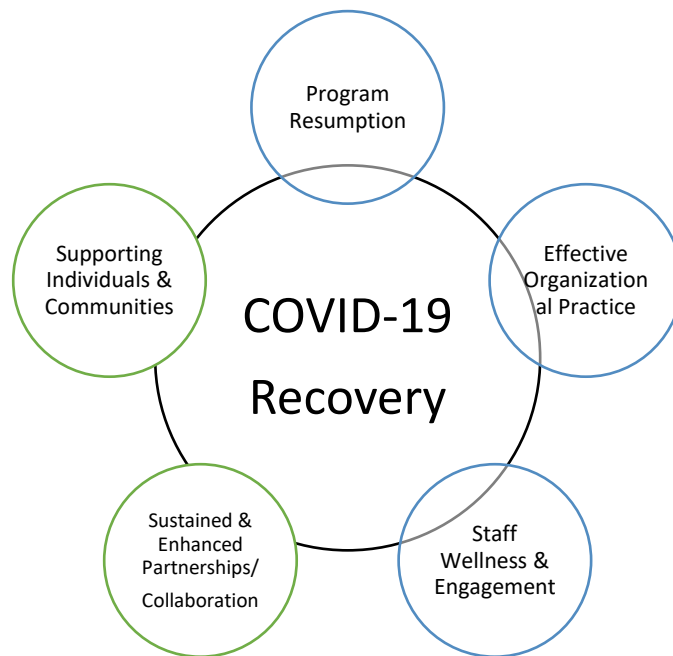 Program
Resumption
Supporting
Individuals &
Communities
Effective
Organization
al Practice
COVID-19
Recovery
Sustained &
Enhanced
Partnerships/
Collaboration
Staff
Wellness &
Engagement